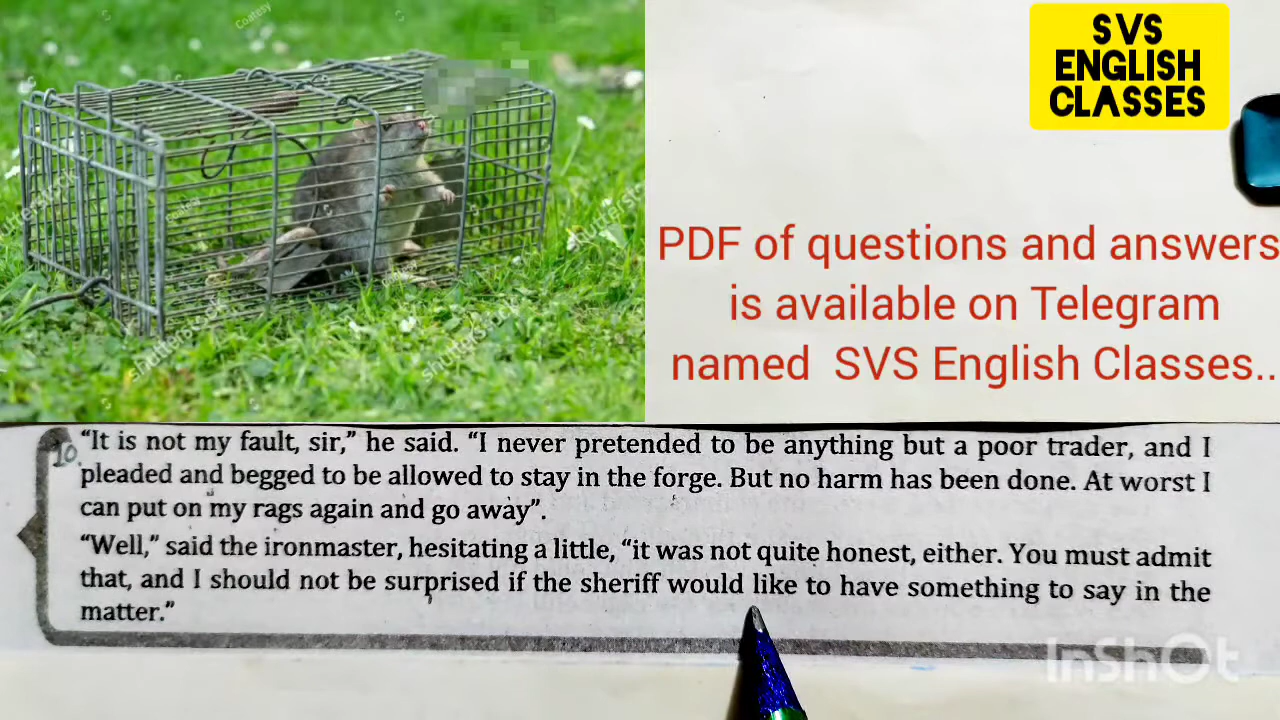 SVS
ENGLISH
CLASSES
PDF of questions and answers
is available on Telegram
named SVS English Classes..
10.
“It is not my fault, sir,” he said. “I never pretended to be anything but a poor trader, and I
pleaded and begged to be allowed to stay in the forge. But no harm has been done. At worst I
can put on my rags again and go away”.
“Well,” said the ironmaster, hesitating a little, “it was not quite honest, either. You must admit
that, and I should not be surprised if the sheriff would like to have something to say in the
matter.”
InShOt
Coatesy
shutterstock